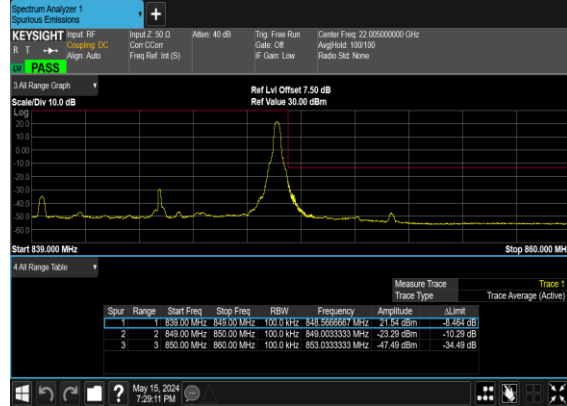 Spectrum Analyzer 1
Spurious Emissions
+
KEYSIGHT Input: RF Input Z: 50 Ω Atten: 40 dB Trig: Free Run Center Freq: 22.005000000 GHz
R T Coupling: DC Corr CCorr Gate: Off Avg|Hold: 100/100
Align: Auto Freq Ref: Int (S) IF Gain: Low Radio Std: None
PASS
3 All Range Graph
Ref Lvl Offset 7.50 dB
Scale/Div 10.0 dB Ref Value 30.00 dBm
Log
20.0
10.0
0.00
-10.0
-20.0
-30.0
-40.0
-50.0
-60.0
Start 839.000 MHz Stop 860.000 MH
4 All Range Table
Measure Trace Trace 1
Trace Type Trace Average (Active)
Spur Range Start Freq Stop Freq RBW Frequency Amplitude ΔLimit
1 1 839.00 MHz 849.00 MHz 100.0 kHz 848.5666667 MHz 21.54 dBm -8.464 dB
2 2 849.00 MHz 850.00 MHz 100.0 kHz 849.0033333 MHz -23.29 dBm -10.29 dB
3 3 850.00 MHz 860.00 MHz 100.0 kHz 853.0333333 MHz -47.49 dBm -34.49 dB
? May 15, 2024
7:29:11 PM